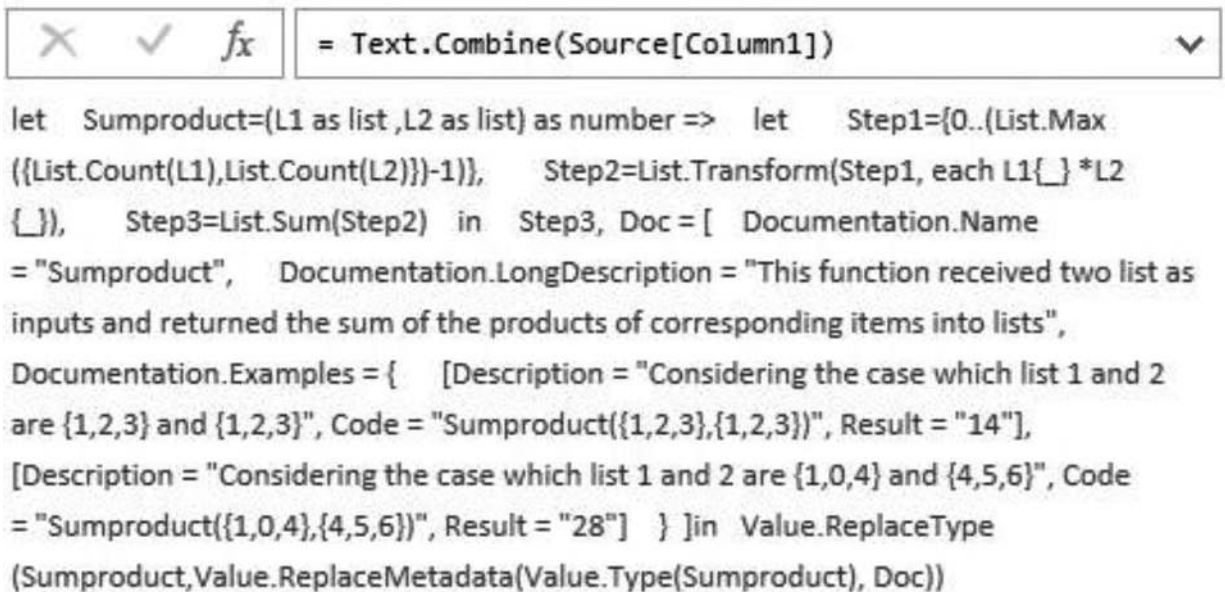 fx = Text.Combine(Source[Column1])
let Sumproduct=(L1 as list ,L2 as list) as number => let Step1={0..(List.Max
({List.Count(L1),List.Count(L2)})-1)}, Step2=List.Transform(Step1, each L1{_} *L2
{_}), Step3=List.Sum(Step2) in Step3, Doc = [ Documentation.Name
= "Sumproduct", Documentation.LongDescription = "This function received two list as
inputs and returned the sum of the products of corresponding items into lists",
Documentation.Examples = { [Description = "Considering the case which list 1 and 2
are {1,2,3} and {1,2,3}", Code = "Sumproduct({1,2,3},{1,2,3})", Result = "14"],
[Description = "Considering the case which list 1 and 2 are {1,0,4} and {4,5,6}", Code
= "Sumproduct({1,0,4},{4,5,6})", Result = "28"] } ]in Value.ReplaceType
(Sumproduct,Value.ReplaceMetadata(Value.Type(Sumproduct), Doc))